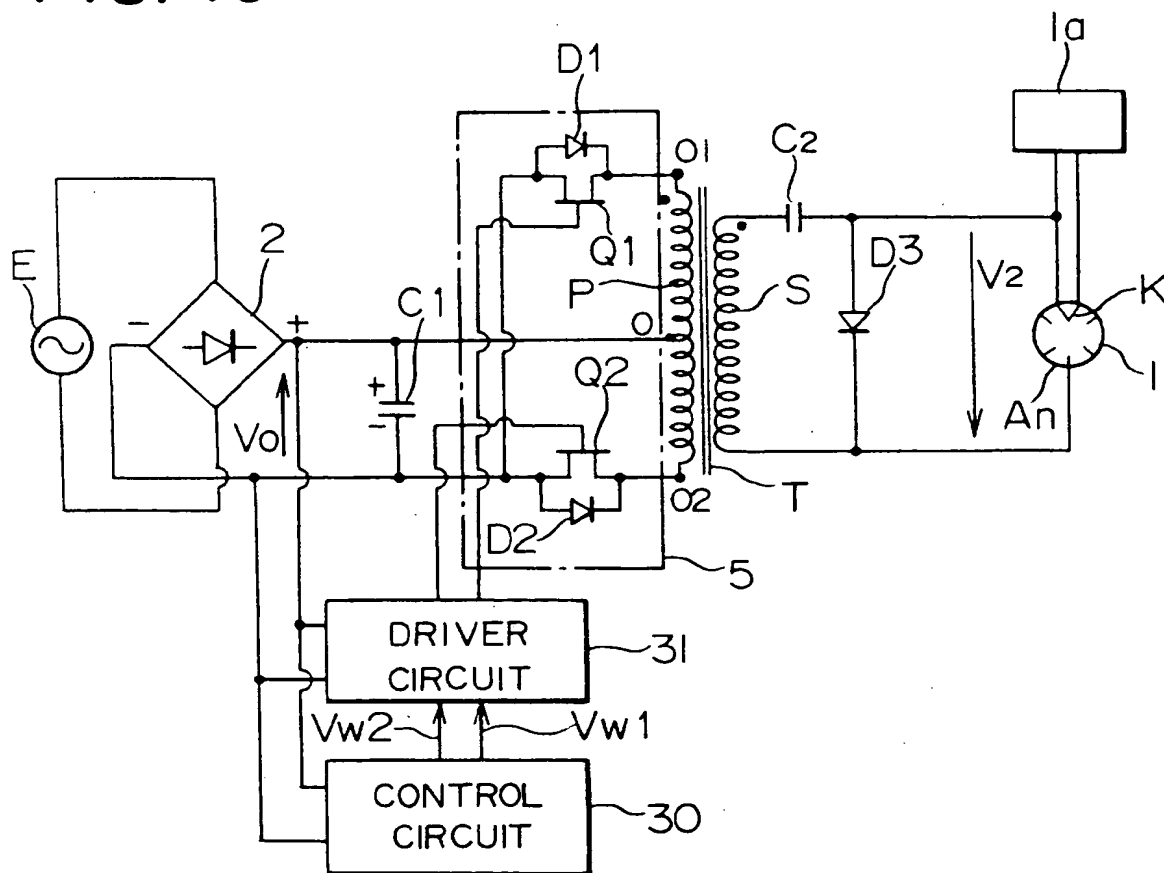 1a
D1
C2
O1
E
2
Q1
D3
V2
K
P
S
-
+
C1
O
Q2
+
-
An
1
Vo
O2
T
D2
5
DRIVER
CIRCUIT
31
Vw2
Vw1
CONTROL
CIRCUIT
30